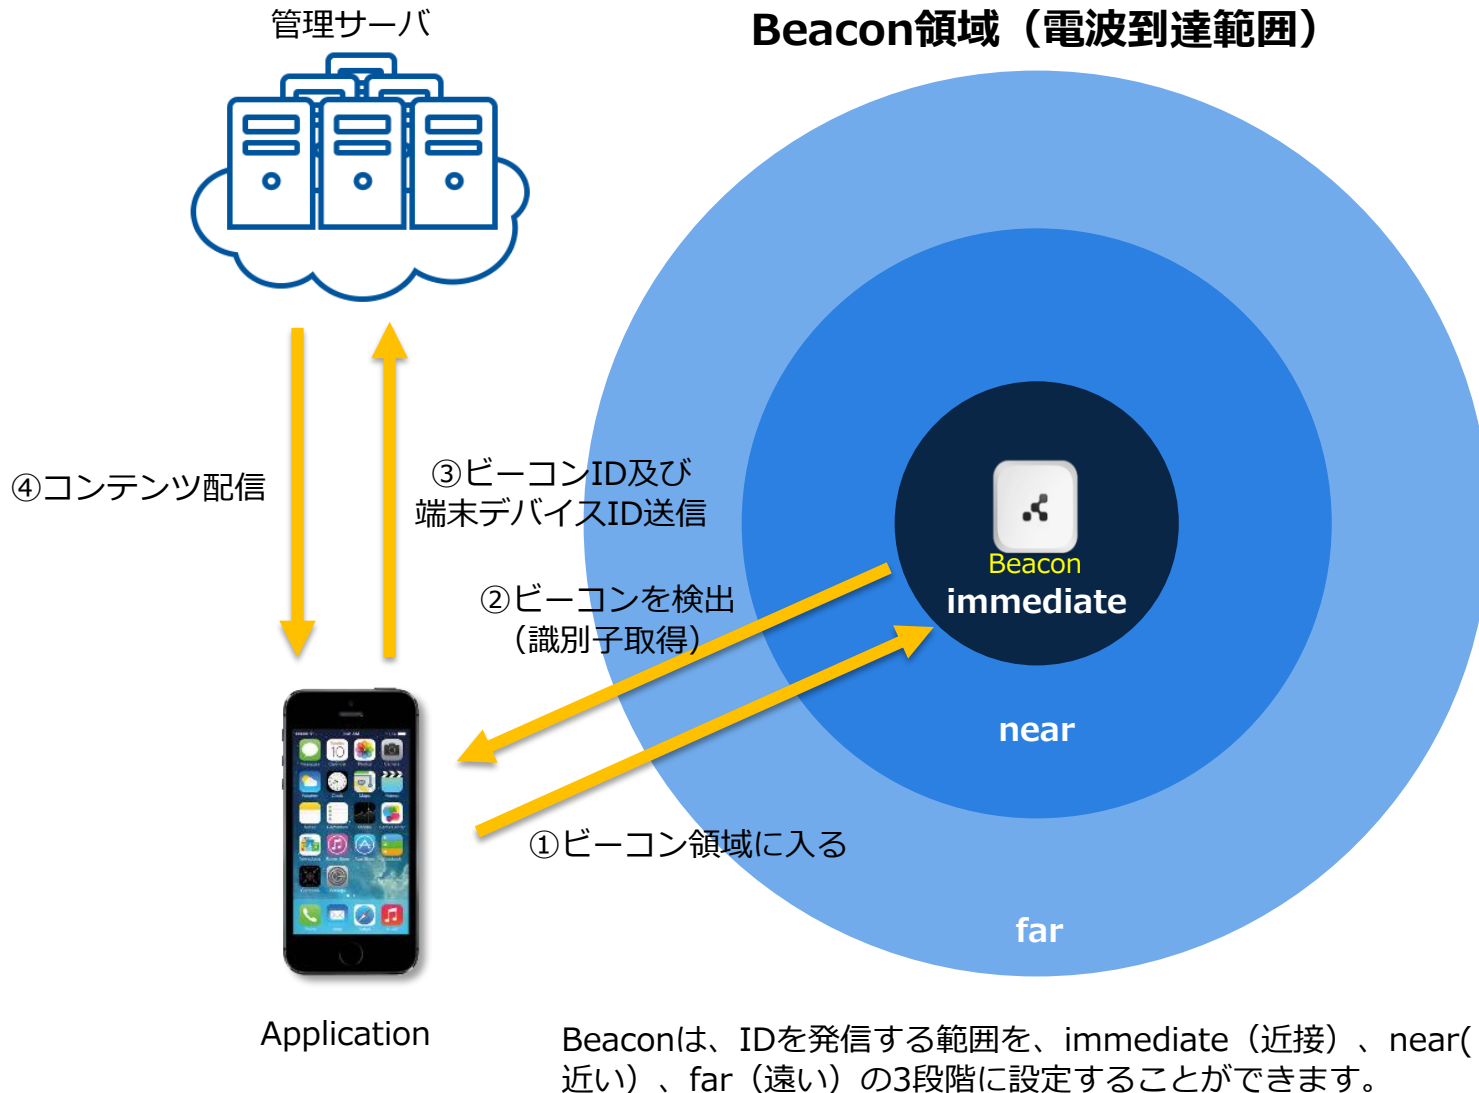 管理サーバ
Beacon領域（電波到達範囲）
④コンテンツ配信
③ビーコンID及び
端末デバイスID送信
②ビーコンを検出
（識別子取得）
①ビーコン領域に入る
Beacon
immediate
near
far
Application
Beaconは、IDを発信する範囲を、immediate（近接）、near(
近い）、far（遠い）の3段階に設定することができます。